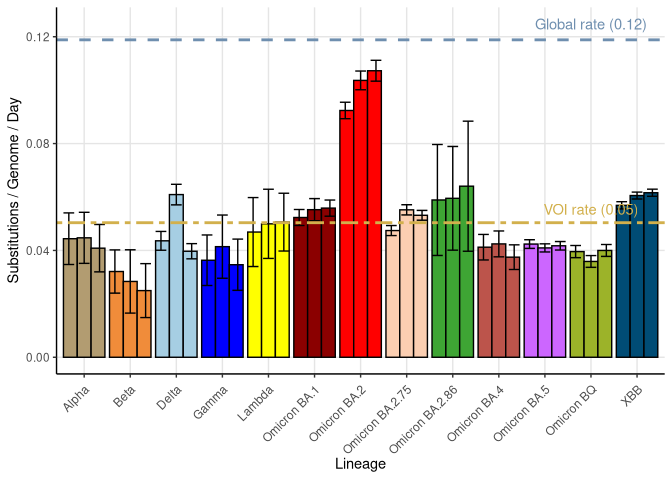 Global rate (0.12)
VOI rate (0.05)
0.12
0.08
0.04
0.00
Substitutions / Genome / Day
Alpha
Beta
Delta
Gamma
Lambda
Omicron BA.1
Omicron BA.2
Omicron BA.2.75
Omicron BA.2.86
Omicron BA.4
Omicron BA.5
Omicron BQ
XBB
Lineage